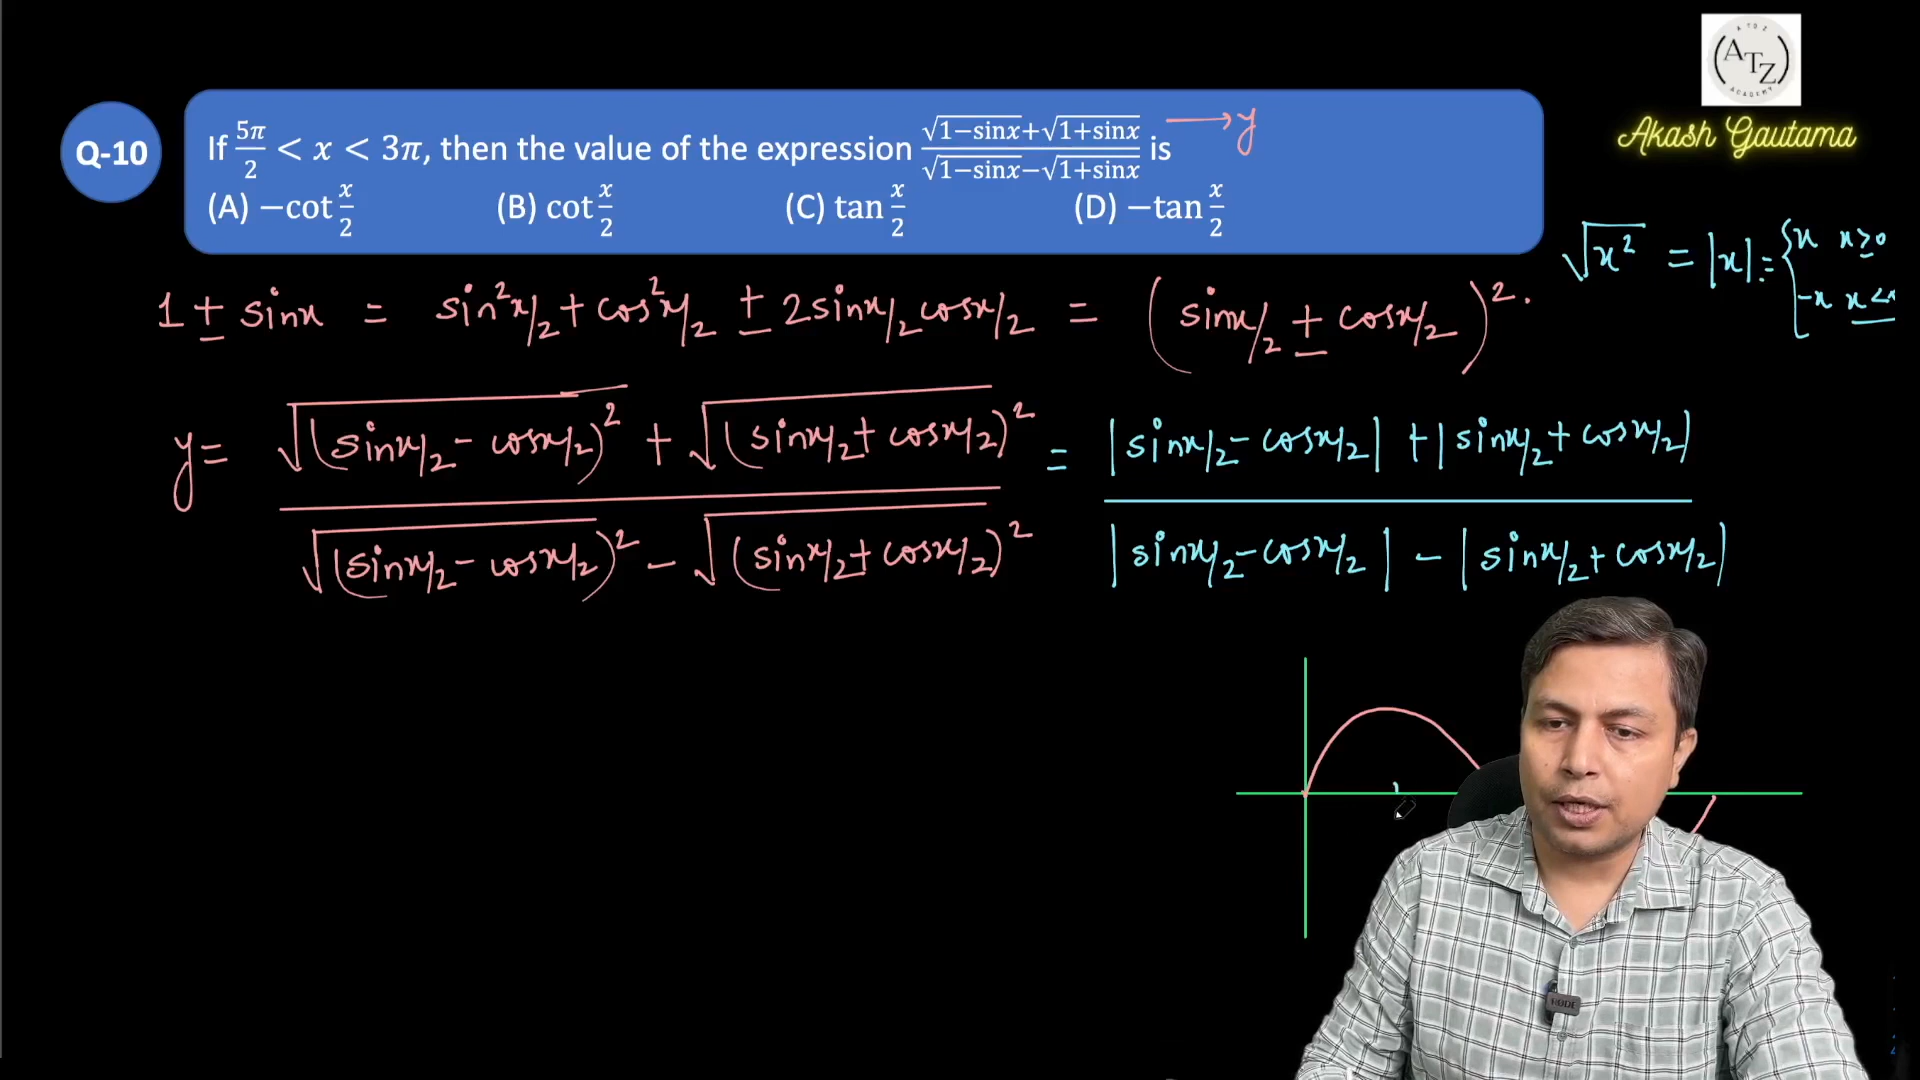 A TO Z
(ATZ)
ACADEMY
Akash Gautama
Q-10
If 5π/2 < x < 3π, then the value of the expression (√(1−sinx)+√(1+sinx))/(√(1−sinx)−√(1+sinx)) is → y
(A) −cot x/2 (B) cot x/2 (C) tan x/2 (D) −tan x/2
√x² = |x| = { x x≥0
-x x<
1 ± sinx = sin²x/2 + cos²x/2 ± 2sinx/2 cosx/2 = (sinx/2 ± cosx/2)².
y = (√(sinx/2 - cosx/2)² + √(sinx/2 + cosx/2)²)/(√(sinx/2 - cosx/2)² - √(sinx/2 + cosx/2)²) = (|sinx/2 - cosx/2| + |sinx/2 + cosx/2|)/(|sinx/2 - cosx/2| - |sinx/2 + cosx/2|)